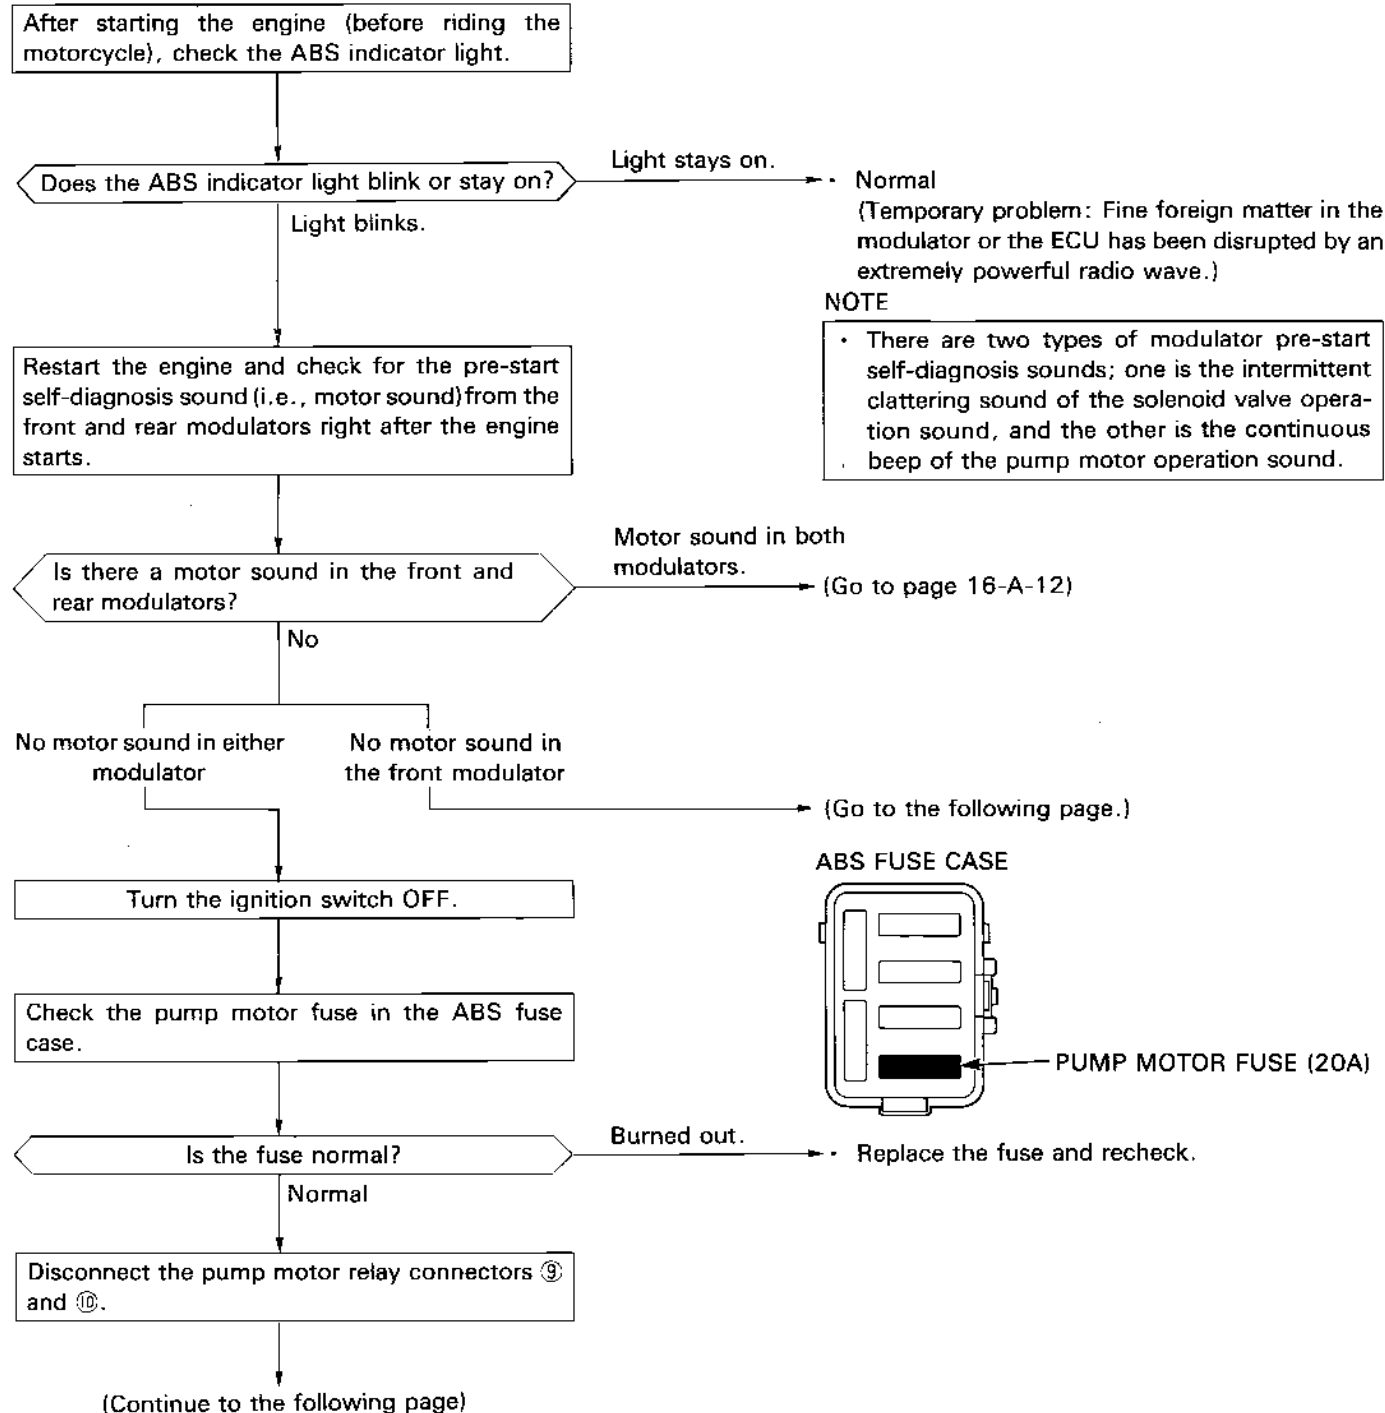 After starting the engine (before riding the
motorcycle), check the ABS indicator light.
Does the ABS indicator light blink or stay on?
Light stays on.
Normal
(Temporary problem: Fine foreign matter in the
modulator or the ECU has been disrupted by an
extremely powerful radio wave.)
Light blinks.
NOTE
• There are two types of modulator pre-start
self-diagnosis sounds; one is the intermittent
clattering sound of the solenoid valve opera-
tion sound, and the other is the continuous
beep of the pump motor operation sound.
Restart the engine and check for the pre-start
self-diagnosis sound (i.e., motor sound) from the
front and rear modulators right after the engine
starts.
Is there a motor sound in the front and
rear modulators?
Motor sound in both
modulators.
(Go to page 16-A-12)
No
No motor sound in either
modulator
No motor sound in
the front modulator
(Go to the following page.)
Turn the ignition switch OFF.
ABS FUSE CASE
PUMP MOTOR FUSE (20A)
Check the pump motor fuse in the ABS fuse
case.
Is the fuse normal?
Burned out.
Replace the fuse and recheck.
Normal
Disconnect the pump motor relay connectors ⑨
and ⑩.
(Continue to the following page)